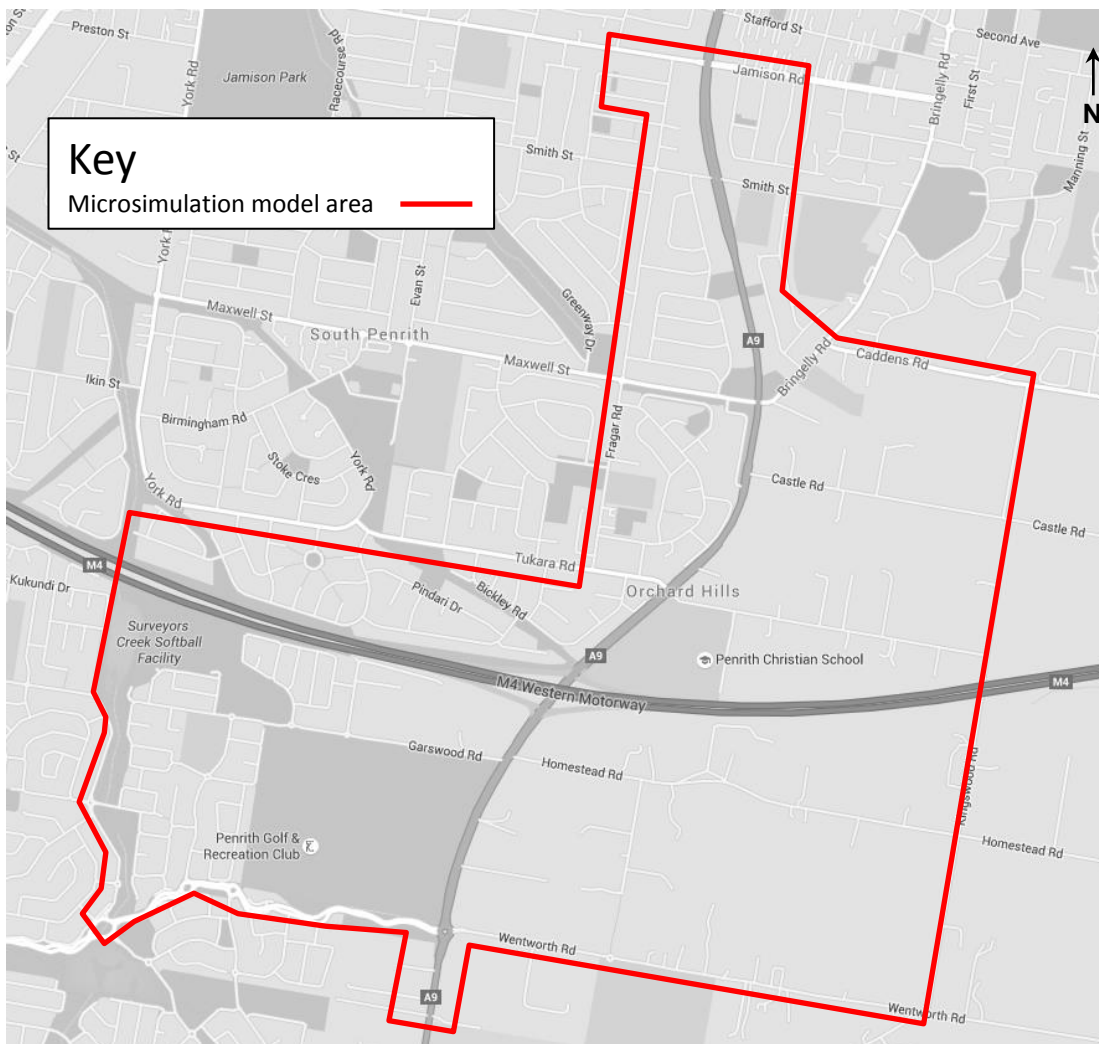 Preston St
Stafford St
Second Ave
Racecourse Rd
Jamison Park
York Rd
Jamison Rd
Bringelly Rd
First St
N
Key
Microsimulation model area
Smith St
Smith St
Manning St
Evan St
Greenway Dr
Maxwell St
South Penrith
A9
Maxwell St
Bringelly Rd
Caddens Rd
Ikin St
Birmingham Rd
Fragar Rd
Stoke Cres
York Rd
Castle Rd
York Rd
Castle Rd
M4
Tukara Rd
Kukundi Dr
Pindari Dr
Bickley Rd
Orchard Hills
Surveyors
Creek Softball
Facility
A9
Penrith Christian School
M4 Western Motorway
M4
Garswood Rd
Homestead Rd
Kingswood Rd
Penrith Golf &
Recreation Club
Homestead Rd
Wentworth Rd
A9
Wentworth Rd